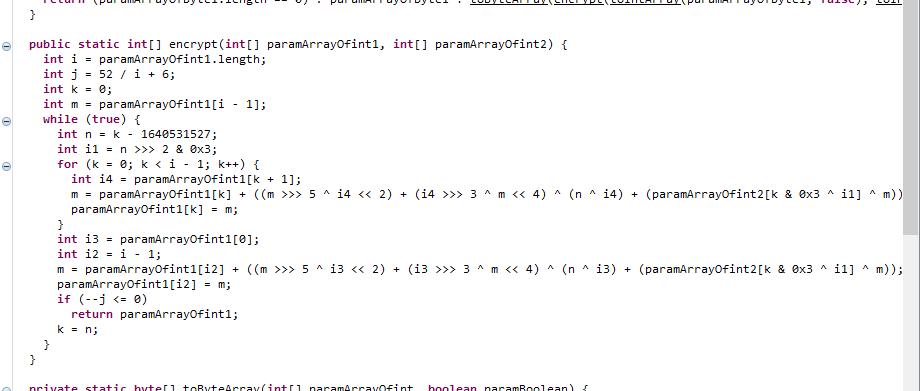 return (paramArrayOfByte1.length == 0) ? paramArrayOfByte1 : toByteArray(encrypt(toIntArray(paramArrayOfByte1, false), toIn
}
public static int[] encrypt(int[] paramArrayOfint1, int[] paramArrayOfint2) {
int i = paramArrayOfint1.length;
int j = 52 / i + 6;
int k = 0;
int m = paramArrayOfint1[i - 1];
while (true) {
int n = k - 1640531527;
int i1 = n >>> 2 & 0x3;
for (k = 0; k < i - 1; k++) {
int i4 = paramArrayOfint1[k + 1];
m = paramArrayOfint1[k] + ((m >>> 5 ^ i4 << 2) + (i4 >>> 3 ^ m << 4) ^ (n ^ i4) + (paramArrayOfint2[k & 0x3 ^ i1] ^ m))
paramArrayOfint1[k] = m;
}
int i3 = paramArrayOfint1[0];
int i2 = i - 1;
m = paramArrayOfint1[i2] + ((m >>> 5 ^ i3 << 2) + (i3 >>> 3 ^ m << 4) ^ (n ^ i3) + (paramArrayOfint2[k & 0x3 ^ i1] ^ m));
paramArrayOfint1[i2] = m;
if (--j <= 0)
return paramArrayOfint1;
k = n;
}
}
private static byte[] toByteArray(int[] paramArrayOfint, boolean paramBoolean) {